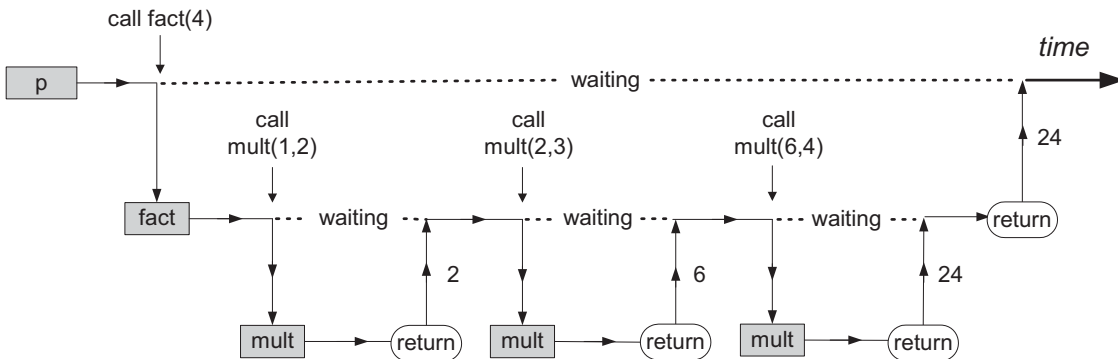 call fact(4)
time
p
waiting
call
mult(1,2)
call
mult(2,3)
call
mult(6,4)
24
fact
waiting
waiting
waiting
return
2
6
24
mult
return
mult
return
mult
return